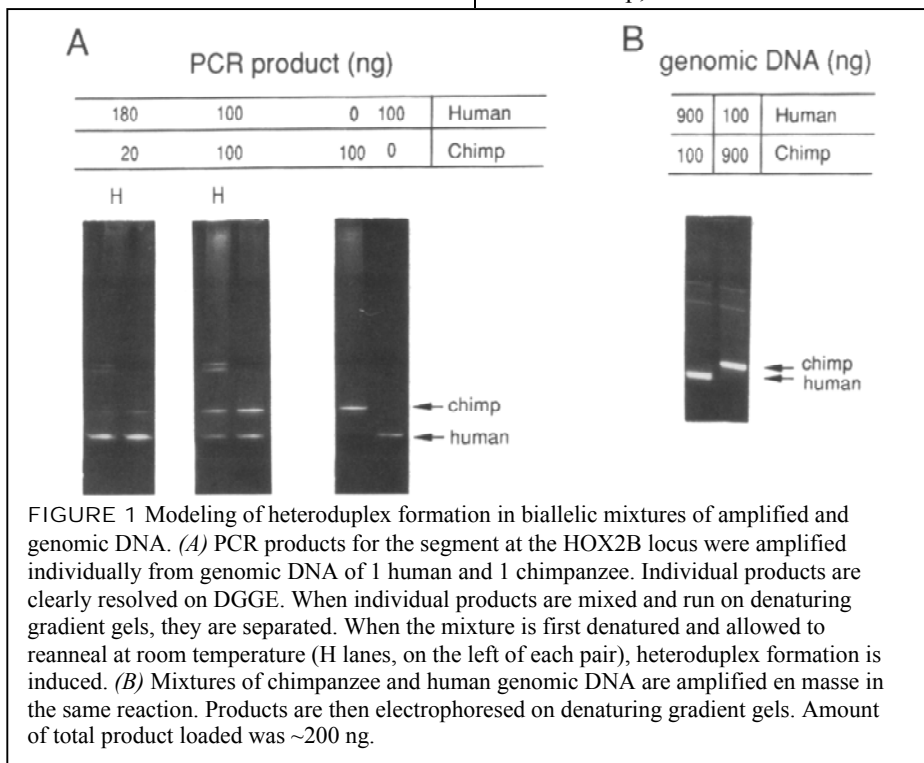 A
PCR product (ng)
180 100 0 100 Human
20 100 100 0 Chimp
H H
chimp
human
B
genomic DNA (ng)
900 100 Human
100 900 Chimp
chimp
human
FIGURE 1 Modeling of heteroduplex formation in biallelic mixtures of amplified and
genomic DNA. (A) PCR products for the segment at the HOX2B locus were amplified
individually from genomic DNA of 1 human and 1 chimpanzee. Individual products are
clearly resolved on DGGE. When individual products are mixed and run on denaturing
gradient gels, they are separated. When the mixture is first denatured and allowed to
reanneal at room temperature (H lanes, on the left of each pair), heteroduplex formation is
induced. (B) Mixtures of chimpanzee and human genomic DNA are amplified en masse in
the same reaction. Products are then electrophoresed on denaturing gradient gels. Amount
of total product loaded was ~200 ng.